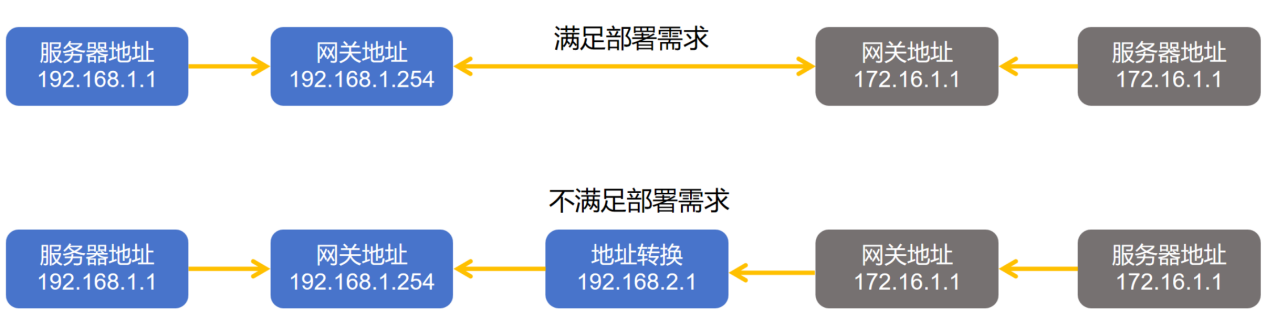 满足部署需求
服务器地址
192.168.1.1
网关地址
192.168.1.254
网关地址
172.16.1.1
服务器地址
172.16.1.1
不满足部署需求
服务器地址
192.168.1.1
网关地址
192.168.1.254
地址转换
192.168.2.1
网关地址
172.16.1.1
服务器地址
172.16.1.1